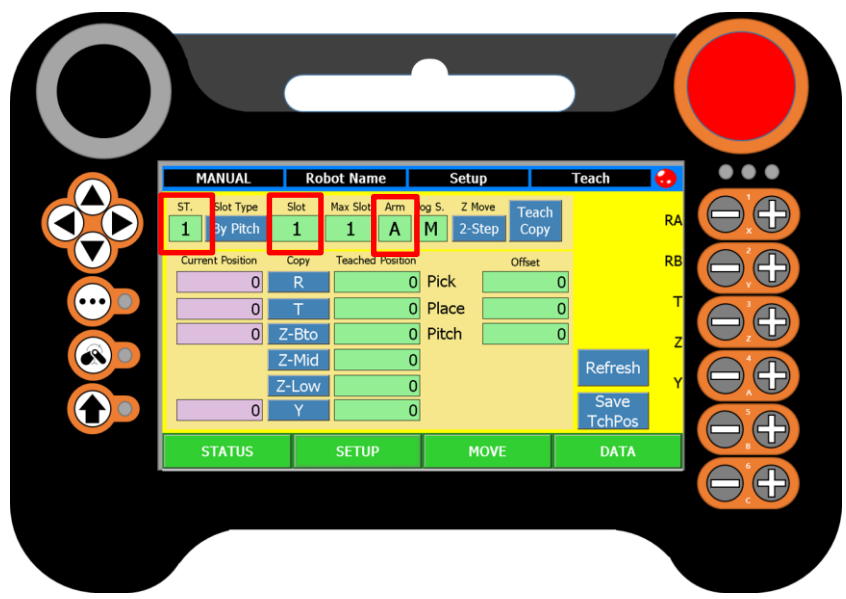 MANUAL Robot Name Setup Teach
ST. Slot Type Slot Max Slot Arm og S. Z Move
1 By Pitch 1 1 A M 2-Step Teach Copy
RA
Current Position Copy Teached Position Offset
RB
0 R 0 Pick 0
0 T 0 Place 0
T
0 Z-Bto 0 Pitch 0
Z
Z-Mid 0
Refresh
Z-Low 0
Y
0 Y 0
Save
TchPos
STATUS SETUP MOVE DATA
1
X
2
Y
3
Z
4
A
5
B
6
C